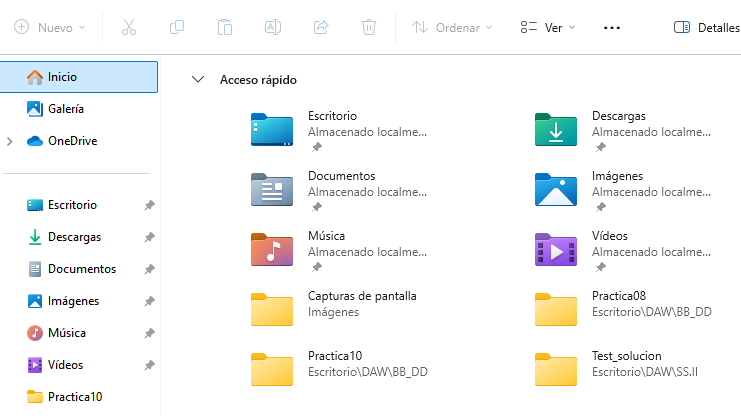 Nuevo
Ordenar
Ver
Detalles
Inicio
Galería
OneDrive
Escritorio
Descargas
Documentos
Imágenes
Música
Vídeos
Practica10
Acceso rápido
Escritorio
Almacenado localme...
Descargas
Almacenado localme...
Documentos
Almacenado localme...
Imágenes
Almacenado localme...
Música
Almacenado localme...
Vídeos
Almacenado localme...
Capturas de pantalla
Imágenes
Practica08
Escritorio\DAW\BB_DD
Practica10
Escritorio\DAW\BB_DD
Test_solucion
Escritorio\DAW\SS.II